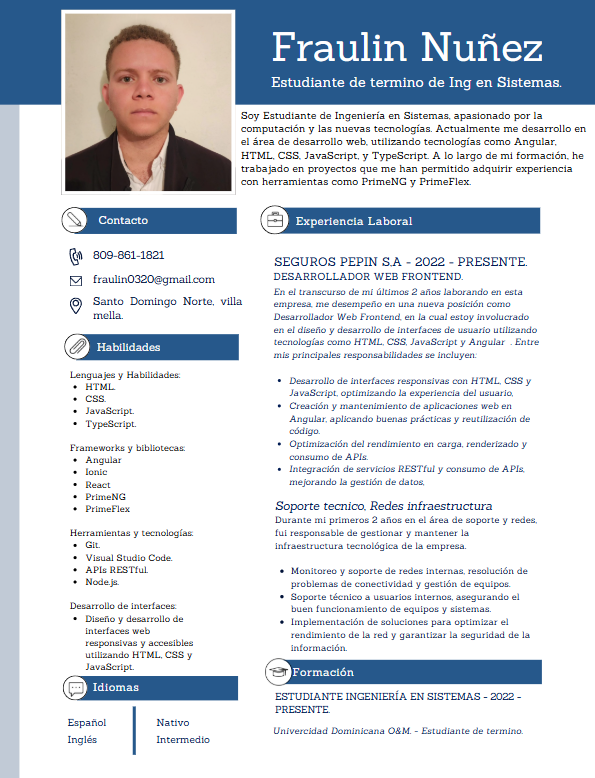 Fraulin Nuñez
Estudiante de termino de Ing en Sistemas.
Soy Estudiante de Ingeniería en Sistemas, apasionado por la
computación y las nuevas tecnologías. Actualmente me desarrollo en
el área de desarrollo web, utilizando tecnologías como Angular,
HTML, CSS, JavaScript, y TypeScript. A lo largo de mi formación, he
trabajado en proyectos que me han permitido adquirir experiencia
con herramientas como PrimeNG y PrimeFlex.
Contacto
809-861-1821
fraulin0320@gmail.com
Santo Domingo Norte, villa
mella.
Habilidades
Lenguajes y Habilidades:
• HTML.
• CSS.
• JavaScript.
• TypeScript.
Frameworks y bibliotecas:
• Angular
• Ionic
• React
• PrimeNG
• PrimeFlex
Herramientas y tecnologías:
• Git.
• Visual Studio Code.
• APIs RESTful.
• Node.js.
Desarrollo de interfaces:
• Diseño y desarrollo de
interfaces web
responsivas y accesibles
utilizando HTML, CSS y
JavaScript.
Idiomas
Español Nativo
Inglés Intermedio
Experiencia Laboral
SEGUROS PEPIN S.A - 2022 - PRESENTE.
DESARROLLADOR WEB FRONTEND.
En el transcurso de mi últimos 2 años laborando en esta
empresa, me desempeño en una nueva posición como
Desarrollador Web Frontend, en la cual estoy involucrado
en el diseño y desarrollo de interfaces de usuario utilizando
tecnologías como HTML, CSS, JavaScript y Angular . Entre
mis principales responsabilidades se incluyen:
• Desarrollo de interfaces responsivas con HTML, CSS y
JavaScript, optimizando la experiencia del usuario,
• Creación y mantenimiento de aplicaciones web en
Angular, aplicando buenas prácticas y reutilización de
código.
• Optimización del rendimiento en carga, renderizado y
consumo de APIs.
• Integración de servicios RESTful y consumo de APIs,
mejorando la gestión de datos,
Soporte tecnico, Redes infraestructura
Durante mi primeros 2 años en el área de soporte y redes,
fui responsable de gestionar y mantener la
infraestructura tecnológica de la empresa.
• Monitoreo y soporte de redes internas, resolución de
problemas de conectividad y gestión de equipos.
• Soporte técnico a usuarios internos, asegurando el
buen funcionamiento de equipos y sistemas.
• Implementación de soluciones para optimizar el
rendimiento de la red y garantizar la seguridad de la
información.
Formación
ESTUDIANTE INGENIERÍA EN SISTEMAS - 2022 -
PRESENTE.
Univercidad Dominicana O&M. - Estudiante de termino.